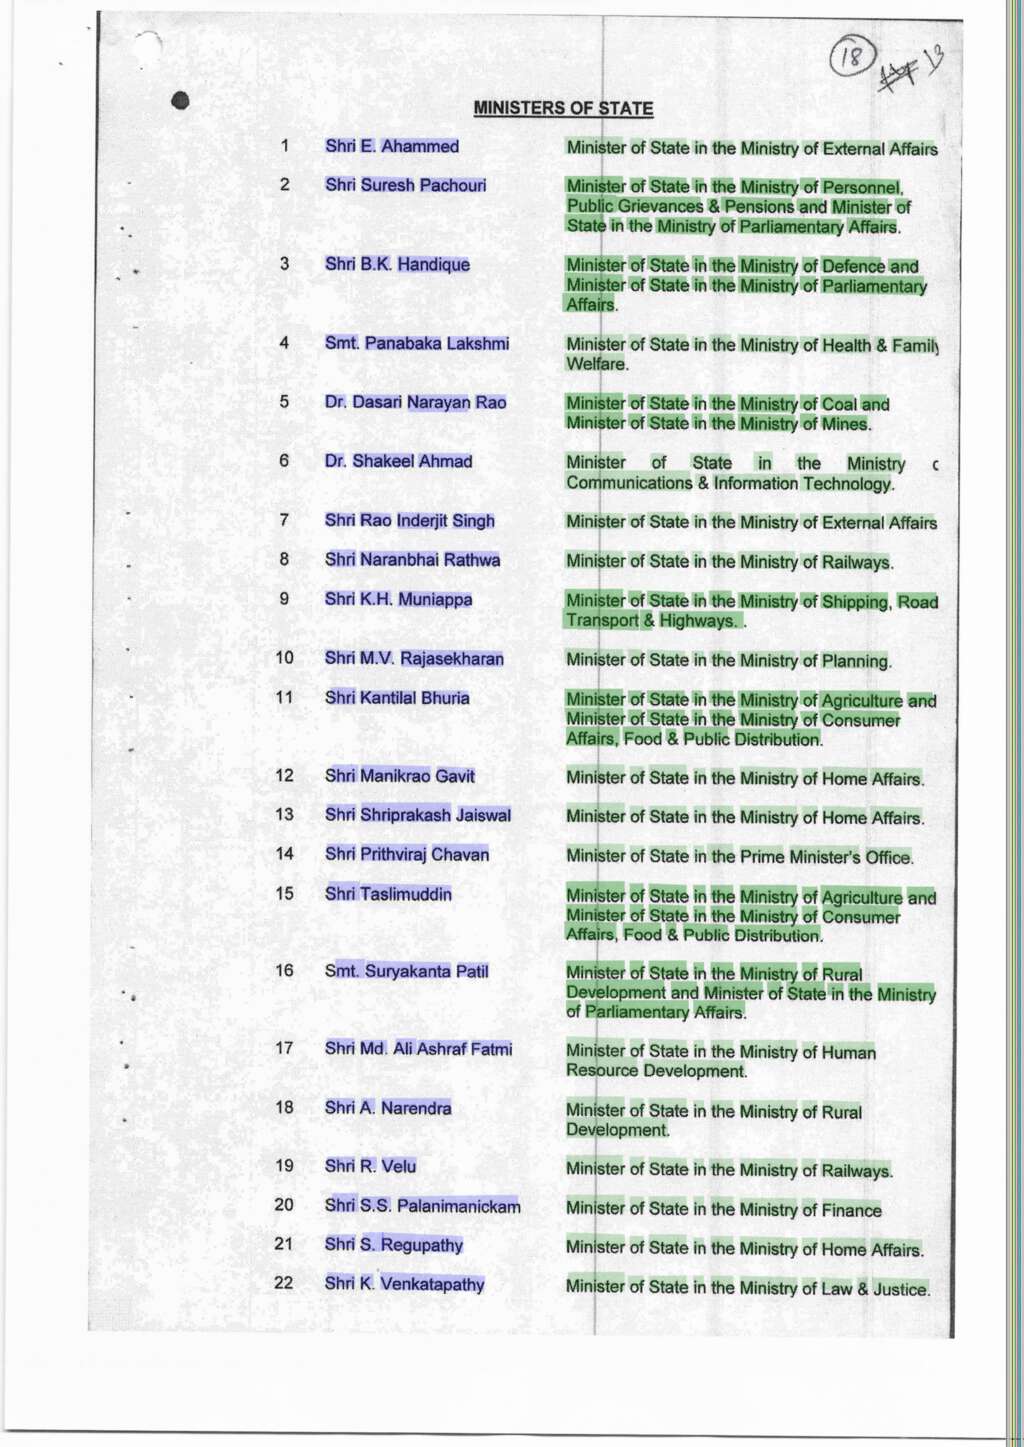 18
13
MINISTERS OF STATE
1 Shri E. Ahammed Minister of State in the Ministry of External Affairs
2 Shri Suresh Pachouri Minister of State in the Ministry of Personnel,
Public Grievances & Pensions and Minister of
State in the Ministry of Parliamentary Affairs.
3 Shri B.K. Handique Minister of State in the Ministry of Defence and
Minister of State in the Ministry of Parliamentary
Affairs.
4 Smt. Panabaka Lakshmi Minister of State in the Ministry of Health & Family
Welfare.
5 Dr. Dasari Narayan Rao Minister of State in the Ministry of Coal and
Minister of State in the Ministry of Mines.
6 Dr. Shakeel Ahmad Minister of State in the Ministry
Communications & Information Technology.
7 Shri Rao Inderjit Singh Minister of State in the Ministry of External Affairs
8 Shri Naranbhai Rathwa Minister of State in the Ministry of Railways.
9 Shri K.H. Muniappa Minister of State in the Ministry of Shipping, Road
Transport & Highways. .
10 Shri M.V. Rajasekharan Minister of State in the Ministry of Planning.
11 Shri Kantilal Bhuria Minister of State in the Ministry of Agriculture and
Minister of State in the Ministry of Consumer
Affairs, Food & Public Distribution.
12 Shri Manikrao Gavit Minister of State in the Ministry of Home Affairs.
13 Shri Shriprakash Jaiswal Minister of State in the Ministry of Home Affairs.
14 Shri Prithviraj Chavan Minister of State in the Prime Minister's Office.
15 Shri Taslimuddin Minister of State in the Ministry of Agriculture and
Minister of State in the Ministry of Consumer
Affairs, Food & Public Distribution.
16 Smt. Suryakanta Patil Minister of State in the Ministry of Rural
Development and Minister of State in the Ministry
of Parliamentary Affairs.
17 Shri Md. Ali Ashraf Fatmi Minister of State in the Ministry of Human
Resource Development.
18 Shri A. Narendra Minister of State in the Ministry of Rural
Development.
19 Shri R. Velu Minister of State in the Ministry of Railways.
20 Shri S.S. Palanimanickam Minister of State in the Ministry of Finance
21 Shri S. Regupathy Minister of State in the Ministry of Home Affairs.
22 Shri K. Venkatapathy Minister of State in the Ministry of Law & Justice.